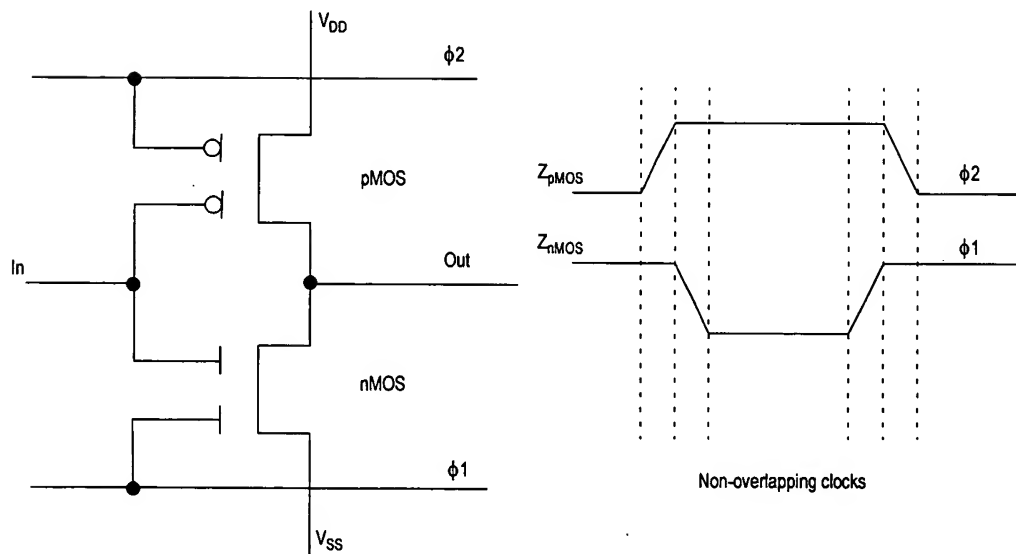 V_DD
ϕ2
pMOS
In
Out
nMOS
ϕ1
V_SS
Z_pMOS
ϕ2
Z_nMOS
ϕ1
Non-overlapping clocks